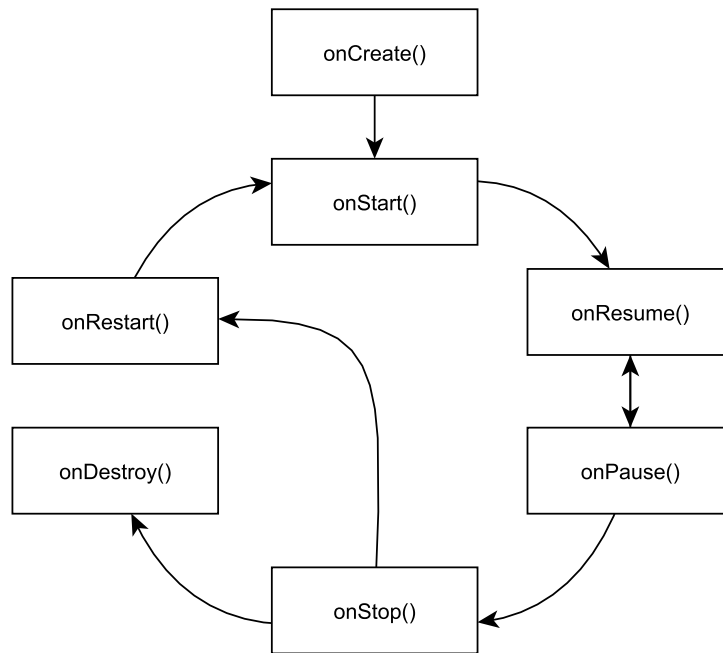 onCreate()
onStart()
onRestart()
onResume()
onDestroy()
onPause()
onStop()